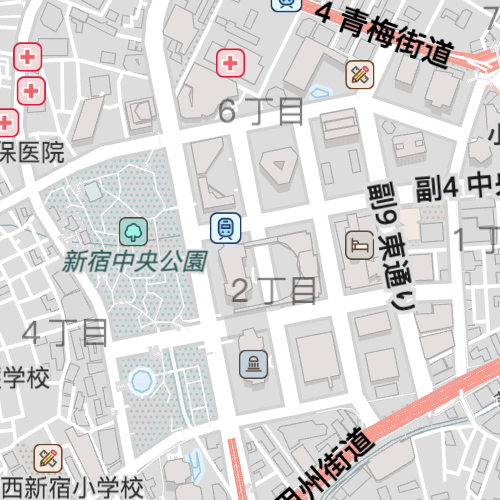 4 青梅街道
6丁目
保医院
副4 中央
副9 東通り
新宿中央公園
1丁
2丁目
4丁目
学校
甲州街道
西新宿小学校